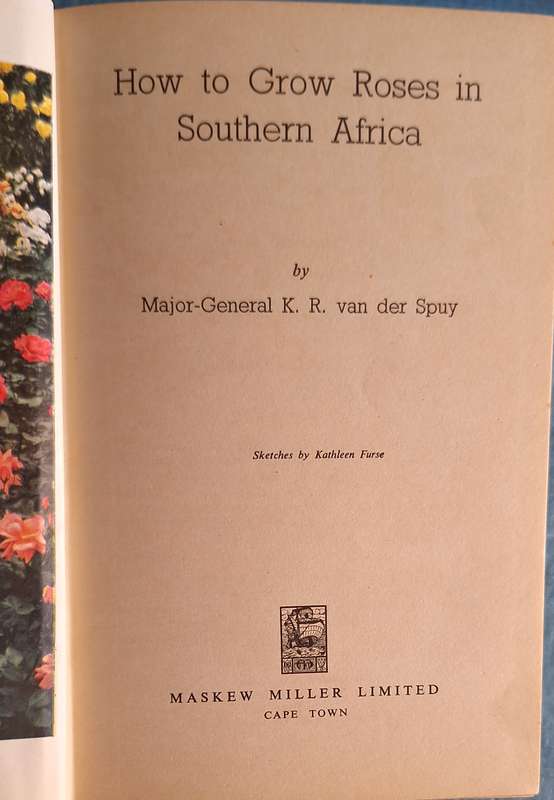 How to Grow Roses in
Southern Africa
by
Major-General K. R. van der Spuy
Sketches by Kathleen Furse
MASKEW MILLER LIMITED
CAPE TOWN